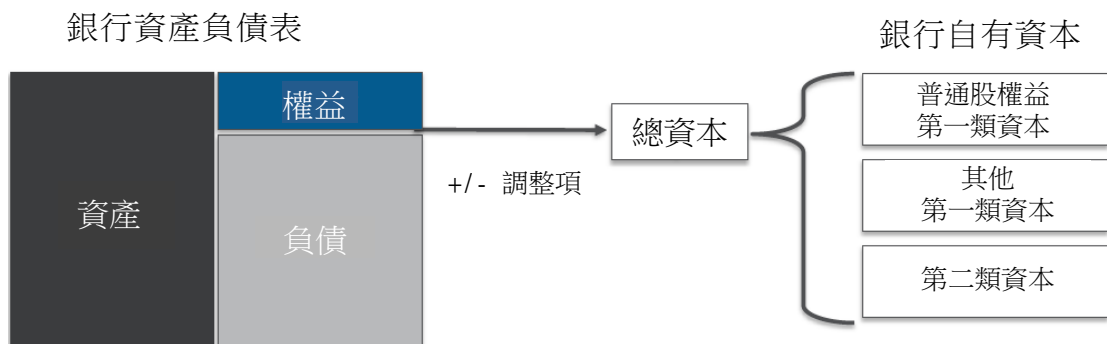 銀行資產負債表
銀行自有資本
資產
權益
負債
+/- 調整項
總資本
普通股權益
第一類資本
其他
第一類資本
第二類資本